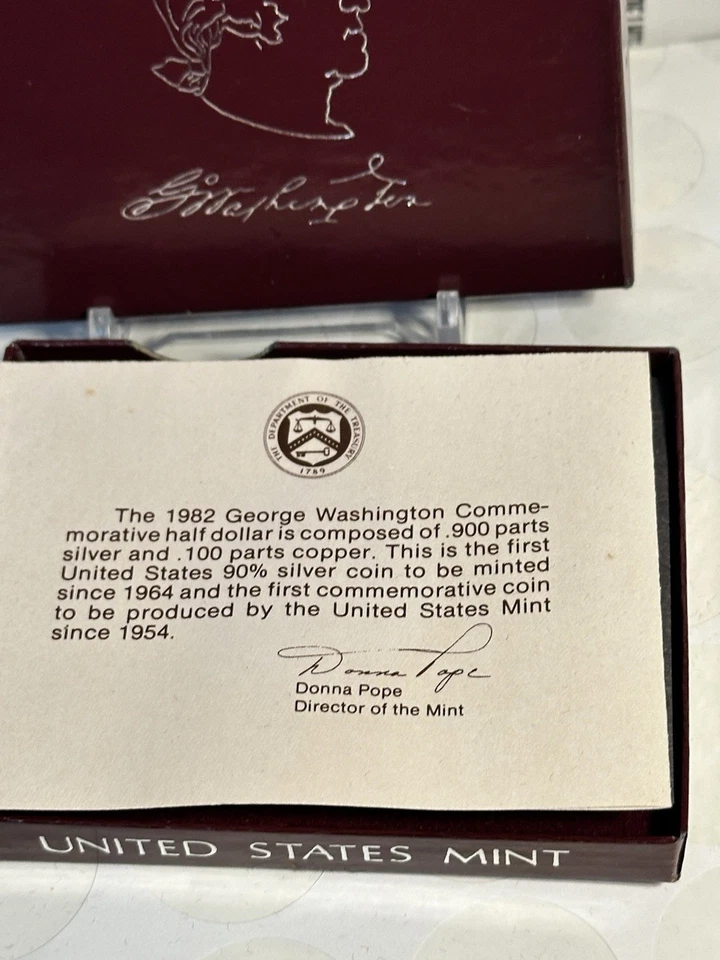 G Washington
THE DEPARTMENT OF THE TREASURY
1789
The 1982 George Washington Comme-
morative half dollar is composed of .900 parts
silver and .100 parts copper. This is the first
United States 90% silver coin to be minted
since 1964 and the first commemorative coin
to be produced by the United States Mint
since 1954.
Donna Pope
Donna Pope
Director of the Mint
UNITED STATES MINT